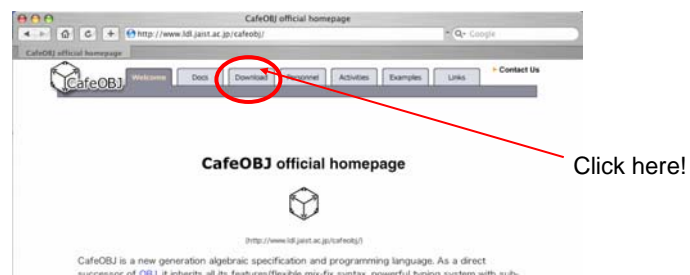 CafeOBJ official homepage
http://www.ldl.jaist.ac.jp/cafeobj/
Q- Google
CafeOBJ official homepage
CafeOBJ Welcome Docs Download Personnel Activities Examples Links Contact Us
Click here!
CafeOBJ official homepage
[http://www.ldl.jaist.ac.jp/cafeobj/]
CafeOBJ is a new generation algebraic specification and programming language. As a direct
successor of OBJ, it inherits all its features(flexible mix-fix syntax, powerful typing system with sub-